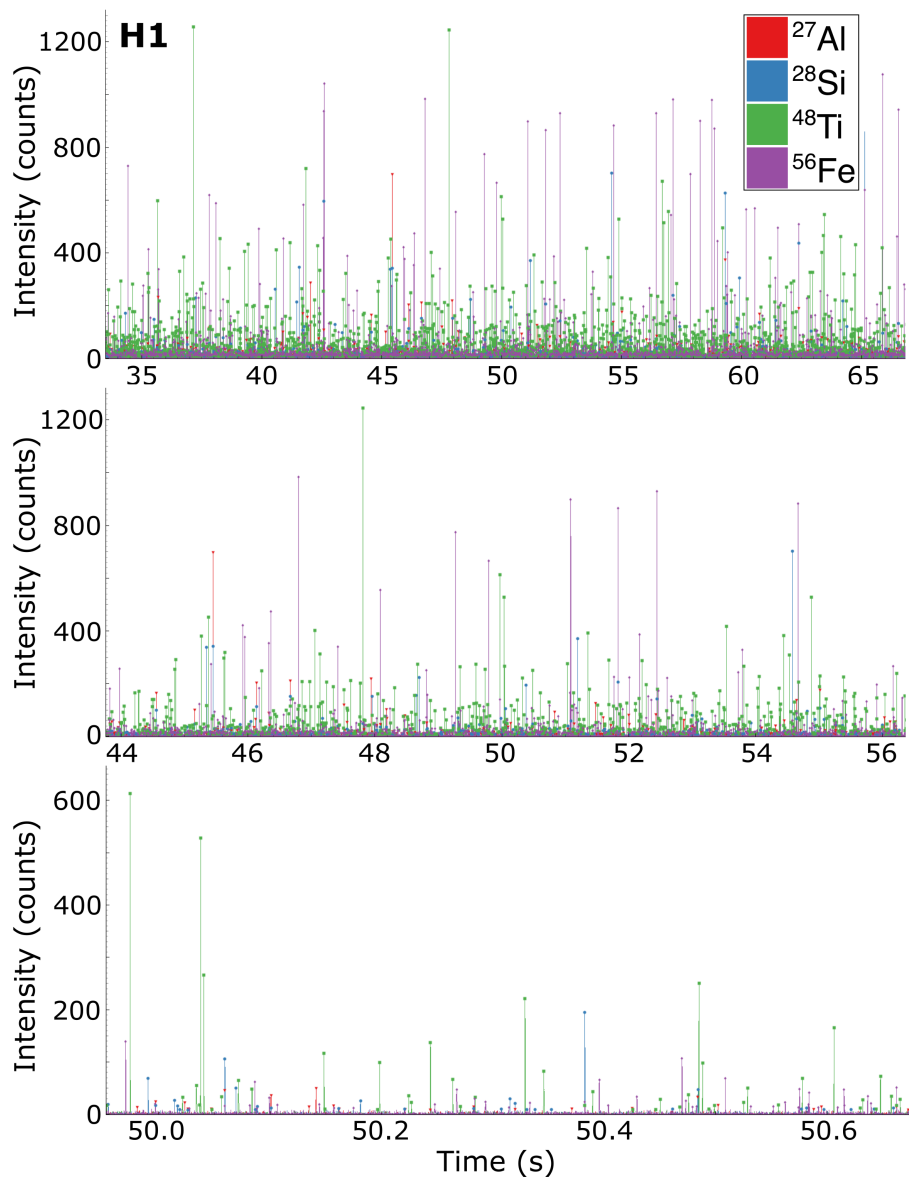 H1
²⁷Al
²⁸Si
⁴⁸Ti
⁵⁶Fe
Intensity (counts)
1200
800
400
0
35 40 45 50 55 60 65
Intensity (counts)
1200
800
400
0
44 46 48 50 52 54 56
Intensity (counts)
600
400
200
0
50.0 50.2 50.4 50.6
Time (s)